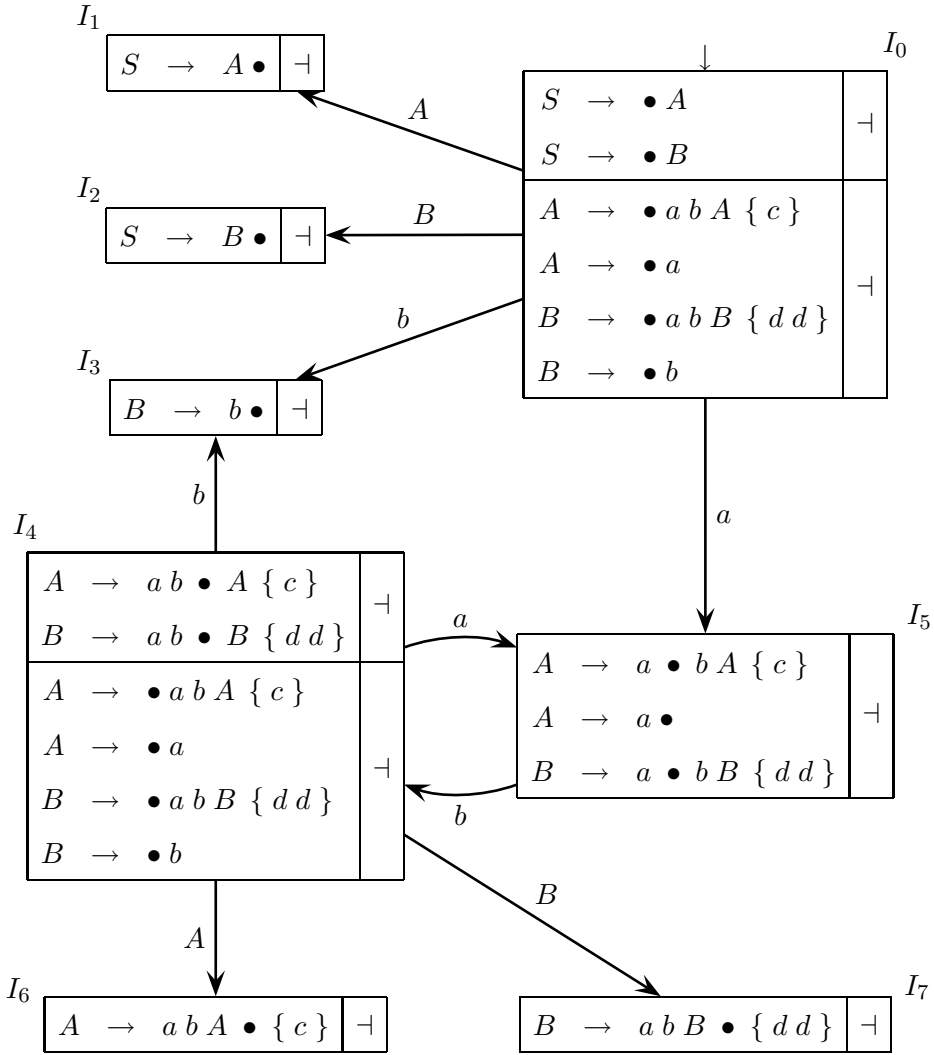 I₁
S → A • ⊣
A
↓
I₀
S → • A
S → • B
⊣
A → • a b A { c }
A → • a
B → • a b B { d d }
B → • b
⊣
I₂
S → B • ⊣
B
b
I₃
B → b • ⊣
b
a
I₄
A → a b • A { c }
B → a b • B { d d }
⊣
A → • a b A { c }
A → • a
B → • a b B { d d }
B → • b
⊣
a
b
I₅
A → a • b A { c }
A → a •
B → a • b B { d d }
⊣
A
B
I₆
A → a b A • { c } ⊣
I₇
B → a b B • { d d } ⊣